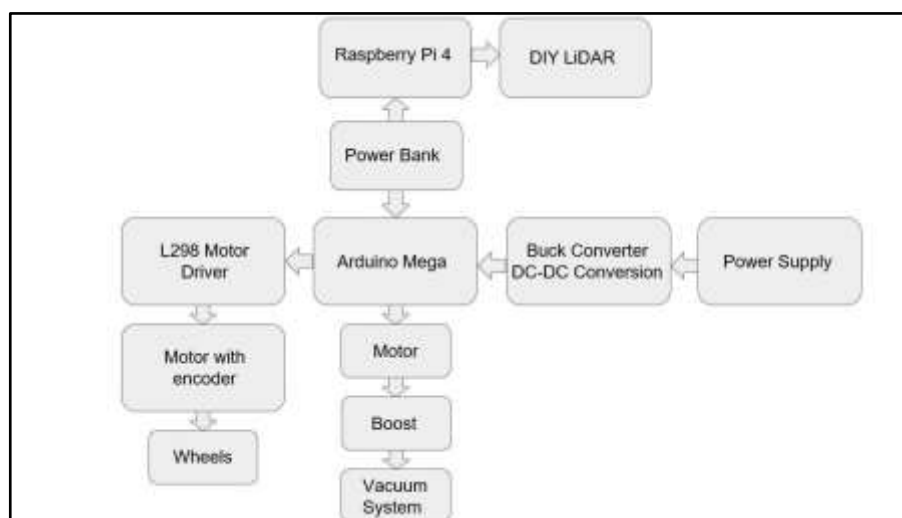 Raspberry Pi 4
DIY LiDAR
Power Bank
L298 Motor
Driver
Arduino Mega
Buck Converter
DC-DC Conversion
Power Supply
Motor with
encoder
Motor
Wheels
Boost
Vacuum
System